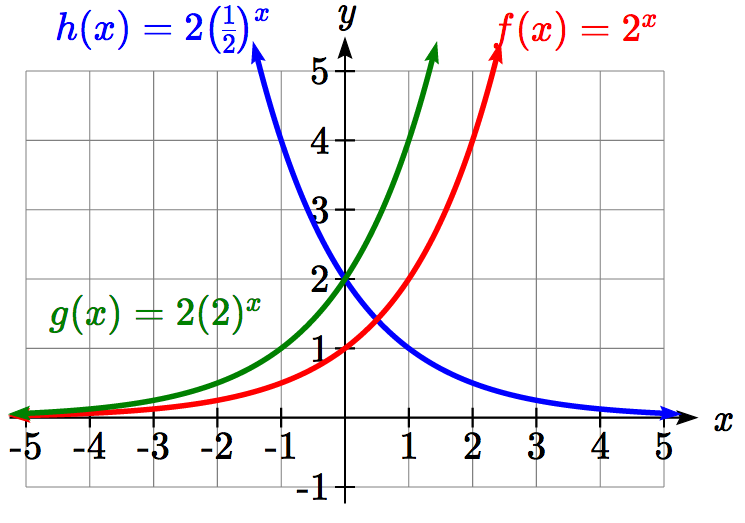 h(x) = 2(1/2)^x
y
f(x) = 2^x
5
4
3
2
g(x) = 2(2)^x
1
x
-5 -4 -3 -2 -1 1 2 3 4 5
-1